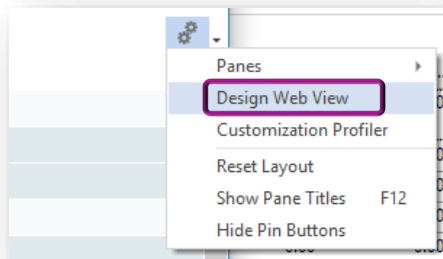 Panes
Design Web View
Customization Profiler
Reset Layout
Show Pane Titles F12
Hide Pin Buttons